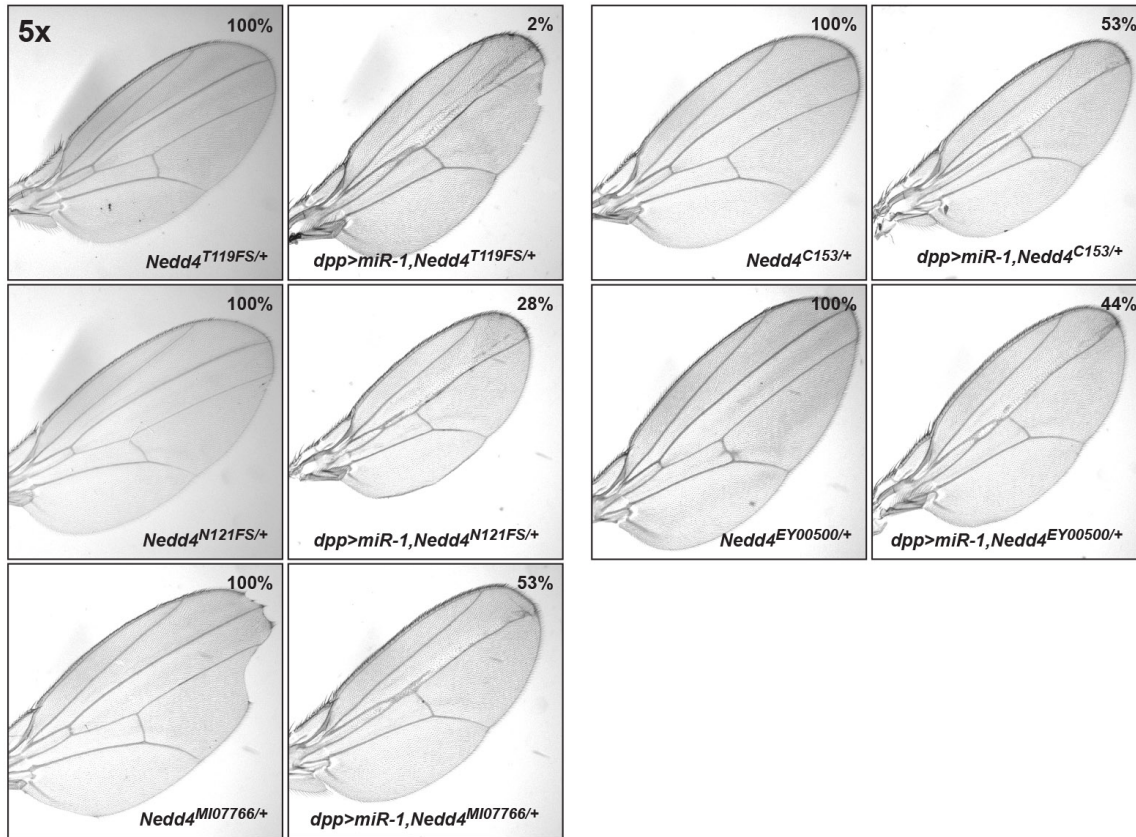 5x
100%
Nedd4T119FS/+
2%
dpp>miR-1,Nedd4T119FS/+
100%
Nedd4C153/+
53%
dpp>miR-1,Nedd4C153/+
100%
Nedd4N121FS/+
28%
dpp>miR-1,Nedd4N121FS/+
100%
Nedd4EY00500/+
44%
dpp>miR-1,Nedd4EY00500/+
100%
Nedd4MI07766/+
53%
dpp>miR-1,Nedd4MI07766/+